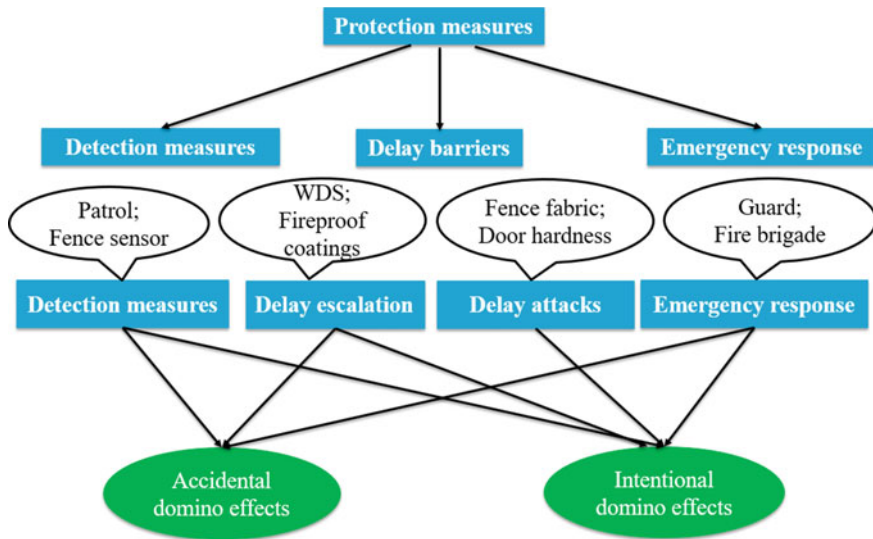 Protection measures
Detection measures
Delay barriers
Emergency response
Patrol;
Fence sensor
WDS;
Fireproof
coatings
Fence fabric;
Door hardness
Guard;
Fire brigade
Detection measures
Delay escalation
Delay attacks
Emergency response
Accidental
domino effects
Intentional
domino effects